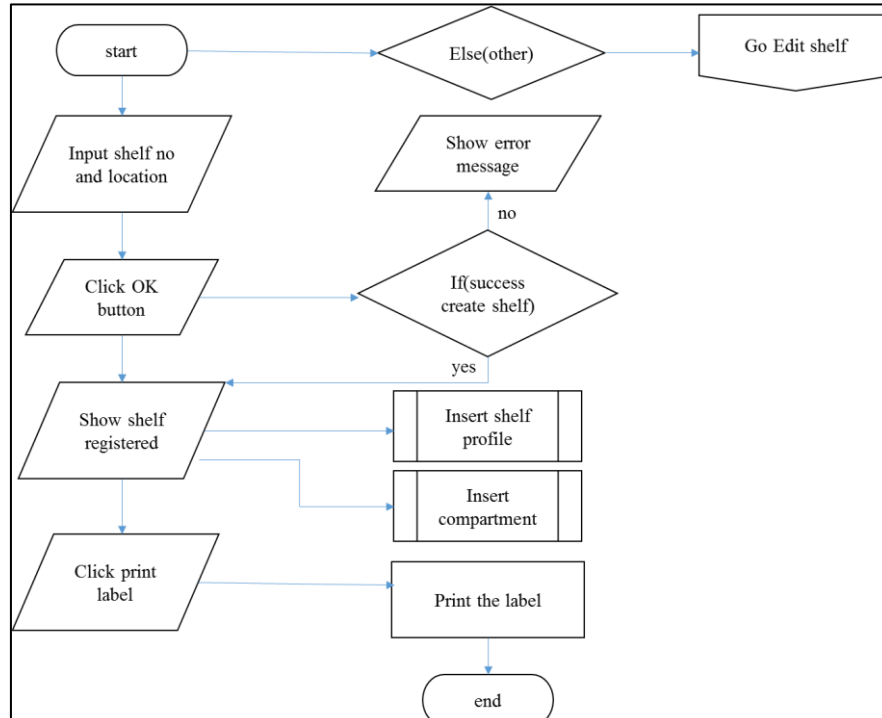 start
Else(other)
Go Edit shelf
Input shelf no
and location
Show error
message
no
Click OK
button
If(success
create shelf)
yes
Show shelf
registered
Insert shelf
profile
Insert
compartment
Click print
label
Print the label
end